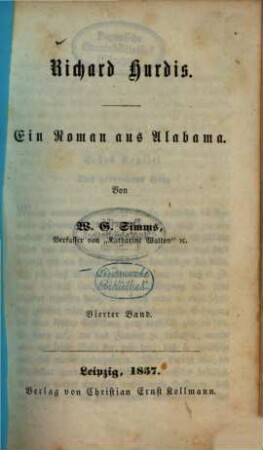 Richard Hurdis.
Ein Roman aus Alabama.
Von
W. G. Simms,
Verfasser von „Katharine Walton“ ꝛc.
Vierter Band.
Leipzig, 1857.
Verlag von Christian Ernst Kollmann.